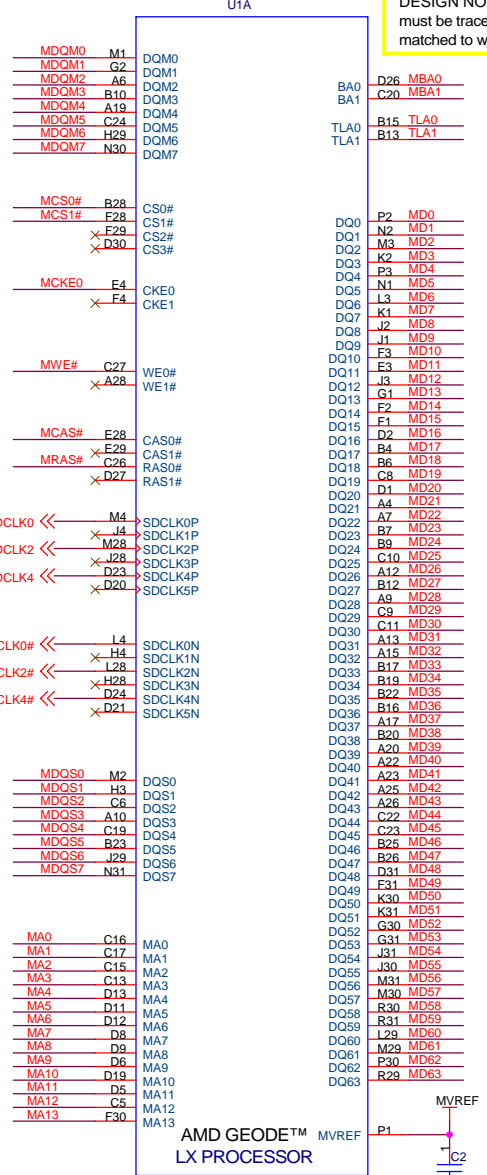 U1A
DESIGN NO
must be trace
matched to w
MDQM0 M1 DQM0
MDQM1 G2 DQM1
MDQM2 A6 DQM2
MDQM3 B10 DQM3
MDQM4 A19 DQM4
MDQM5 C24 DQM5
MDQM6 H29 DQM6
MDQM7 N30 DQM7
BA0 D26 MBA0
BA1 C20 MBA1
TLA0 B15 TLA0
TLA1 B13 TLA1
MCS0# B28 CS0#
MCS1# F28 CS1#
F29 CS2#
D30 CS3#
MCKE0 E4 CKE0
F4 CKE1
MWE# C27 WE0#
A28 WE1#
MCAS# E28 CAS0#
E29 CAS1#
MRAS# C26 RAS0#
D27 RAS1#
DCLK0 M4 SDCLK0P
J4 SDCLK1P
DCLK2 M28 SDCLK2P
J28 SDCLK3P
DCLK4 D23 SDCLK4P
D20 SDCLK5P
CLK0# L4 SDCLK0N
H4 SDCLK1N
CLK2# L28 SDCLK2N
H28 SDCLK3N
CLK4# D24 SDCLK4N
D21 SDCLK5N
MDQS0 M2 DQS0
MDQS1 H3 DQS1
MDQS2 C6 DQS2
MDQS3 A10 DQS3
MDQS4 C19 DQS4
MDQS5 B23 DQS5
MDQS6 J29 DQS6
MDQS7 N31 DQS7
MA0 C16 MA0
MA1 C17 MA1
MA2 C15 MA2
MA3 C13 MA3
MA4 D13 MA4
MA5 D11 MA5
MA6 D12 MA6
MA7 D8 MA7
MA8 D9 MA8
MA9 D6 MA9
MA10 D19 MA10
MA11 D5 MA11
MA12 C5 MA12
MA13 F30 MA13
DQ0 P2 MD0
DQ1 N2 MD1
DQ2 M3 MD2
DQ3 K2 MD3
DQ4 P3 MD4
DQ5 N1 MD5
DQ6 L3 MD6
DQ7 K1 MD7
DQ8 J2 MD8
DQ9 J1 MD9
DQ10 F3 MD10
DQ11 E3 MD11
DQ12 J3 MD12
DQ13 G1 MD13
DQ14 F2 MD14
DQ15 F1 MD15
DQ16 D2 MD16
DQ17 B4 MD17
DQ18 B6 MD18
DQ19 C8 MD19
DQ20 D1 MD20
DQ21 A4 MD21
DQ22 A7 MD22
DQ23 B7 MD23
DQ24 B9 MD24
DQ25 C10 MD25
DQ26 A12 MD26
DQ27 B12 MD27
DQ28 A9 MD28
DQ29 C9 MD29
DQ30 C11 MD30
DQ31 A13 MD31
DQ32 A15 MD32
DQ33 B17 MD33
DQ34 B19 MD34
DQ35 B22 MD35
DQ36 B16 MD36
DQ37 A17 MD37
DQ38 B20 MD38
DQ39 A20 MD39
DQ40 A22 MD40
DQ41 A23 MD41
DQ42 A25 MD42
DQ43 A26 MD43
DQ44 C22 MD44
DQ45 C23 MD45
DQ46 B25 MD46
DQ47 B26 MD47
DQ48 D31 MD48
DQ49 F31 MD49
DQ50 K30 MD50
DQ51 K31 MD51
DQ52 G30 MD52
DQ53 G31 MD53
DQ54 J31 MD54
DQ55 J30 MD55
DQ56 M31 MD56
DQ57 M30 MD57
DQ58 R30 MD58
DQ59 R31 MD59
DQ60 L29 MD60
DQ61 M29 MD61
DQ62 P30 MD62
DQ63 R29 MD63
MVREF
AMD GEODE™ MVREF P1
LX PROCESSOR
1
C2